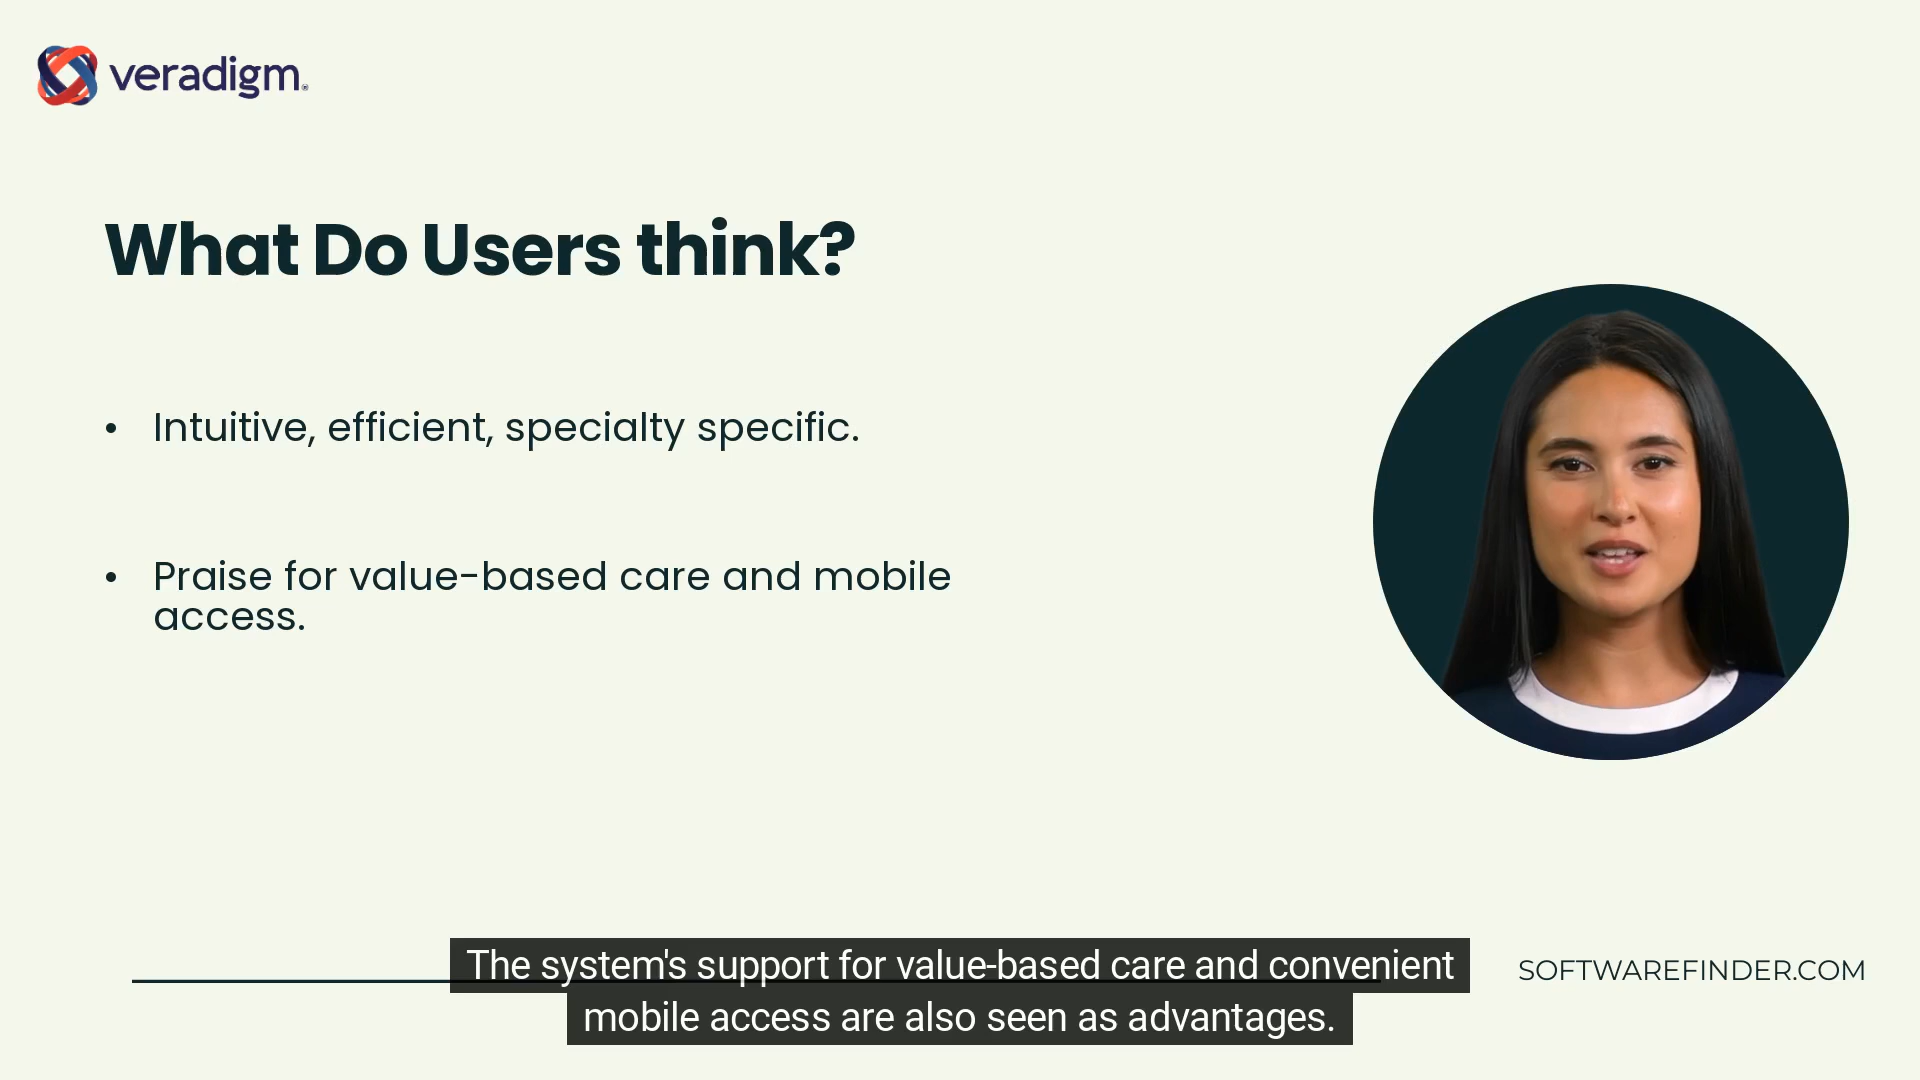 veradigm®
What Do Users think?
• Intuitive, efficient, specialty specific.
• Praise for value-based care and mobile
access.
The system's support for value-based care and convenient
mobile access are also seen as advantages.
SOFTWAREFINDER.COM